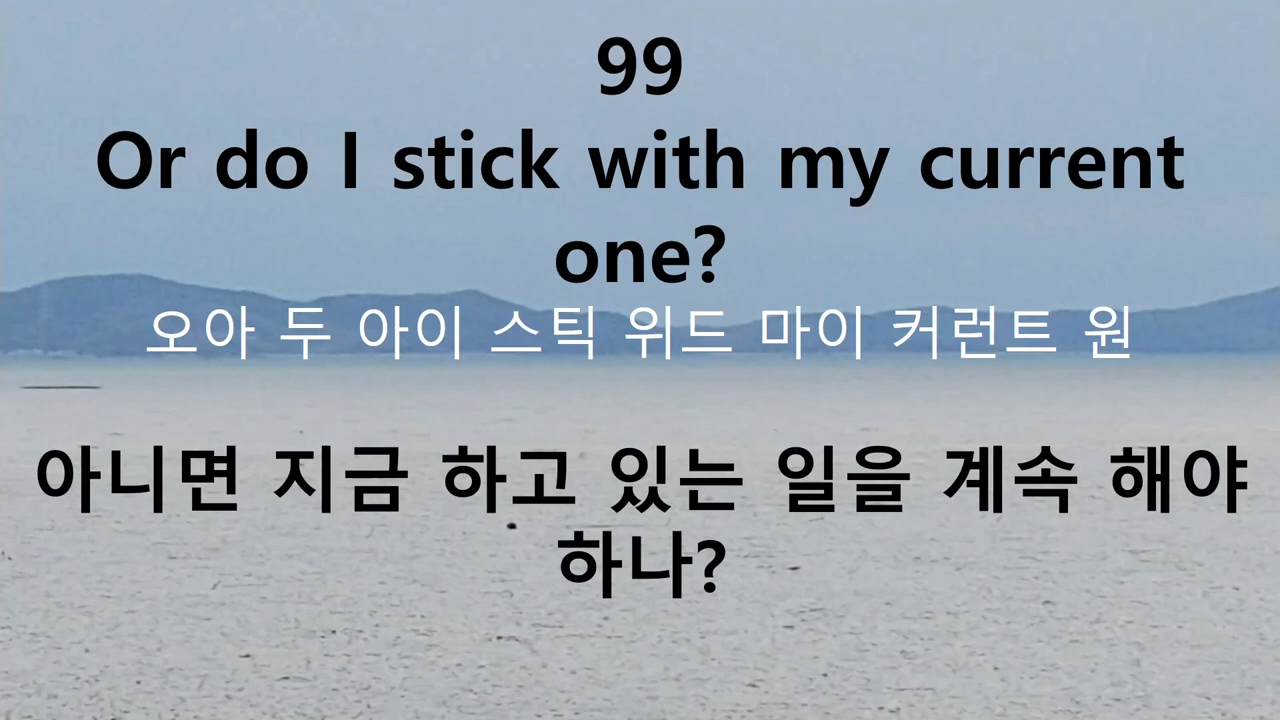 99
Or do I stick with my current
one?
오아 두 아이 스틱 위드 마이 커런트 원
아니면 지금 하고 있는 일을 계속 해야
하나?